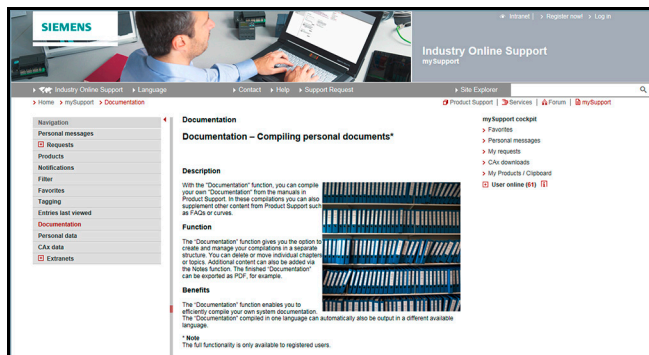 SIEMENS
Intranet | Register now! | Log in
Industry Online Support
mySupport
Industry Online Support Language Contact Help Support Request Site Explorer
Home mySupport Documentation Product Support Services Forum mySupport
Navigation
Personal messages
Requests
Products
Notifications
Filter
Favorites
Tagging
Entries last viewed
Documentation
Personal data
CAx data
Extranets
Documentation
Documentation – Compiling personal documents*
Description
With the "Documentation" function, you can compile
your own "Documentation" from the manuals in
Product Support. In these compilations you can also
supplement other content from Product Support such
as FAQs or curves.
Function
The "Documentation" function gives you the option to
create and manage your compilations in a separate
structure. You can delete or move individual chapters
or topics. Additional content can also be added via
the Notes function. The finished "Documentation"
can be exported as PDF, for example.
Benefits
The "Documentation" function enables you to
efficiently compile your own system documentation.
The "Documentation" compiled in one language can automatically also be output in a different available
language.
* Note
The full functionality is only available to registered users.
mySupport cockpit
Favorites
Personal messages
My requests
CAx downloads
My Products / Clipboard
User online (61)